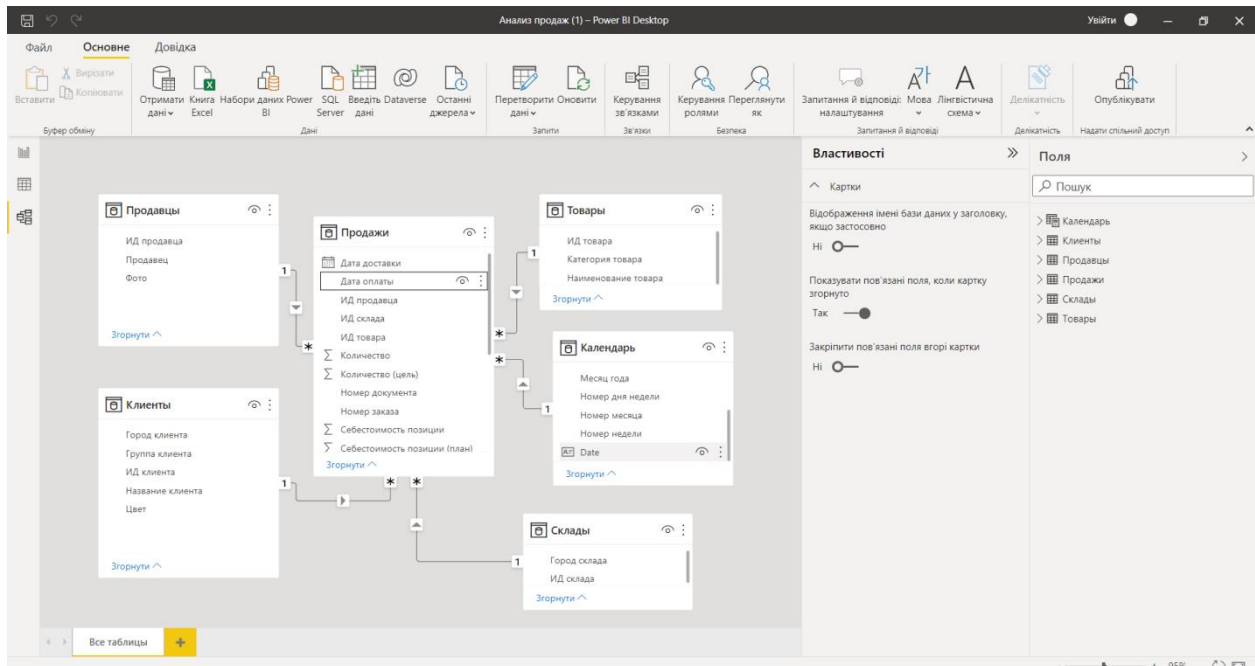 Анализ продаж (1) – Power BI Desktop
Увійти
Файл Основне Довідка
Вставити
Вирізати
Копіювати
Буфер обміну
Отримати дані
Книга Excel
Набори даних Power BI
SQL Server
Введіть дані
Dataverse
Останні джерела
Дані
Перетворити дані
Оновити
Запити
Керування зв'язками
Зв'язки
Керування ролями
Переглянути як
Безпека
Запитання й відповіді: налаштування
Мова
Лінгвістична схема
Запитання й відповіді
Делікатність
Делікатність
Опублікувати
Надати спільний доступ
Продавцы
ИД продавца
Продавец
Фото
Згорнути
1
*
Клиенты
Город клиента
Группа клиента
ИД клиента
Название клиента
Цвет
Згорнути
1
*
Продажи
Дата доставки
Дата оплаты
ИД продавца
ИД склада
ИД товара
∑ Количество
∑ Количество (цель)
Номер документа
Номер заказа
∑ Себестоимость позиции
∑ Себестоимость позиции (план)
Згорнути
*
Товары
ИД товара
Категория товара
Наименование товара
Згорнути
1
*
Календарь
Месяц года
Номер дня недели
Номер месяца
Номер недели
Date
Згорнути
1
*
Склады
Город склада
ИД склада
Згорнути
1
Властивості
Картки
Відображення імені бази даних у заголовку,
якщо застосовно
Ні
Показувати пов'язані поля, коли картку
згорнуто
Так
Закріпити пов'язані поля вгорі картки
Ні
Поля
Пошук
Календарь
Клиенты
Продавцы
Продажи
Склады
Товары
Все таблицы
+
95%